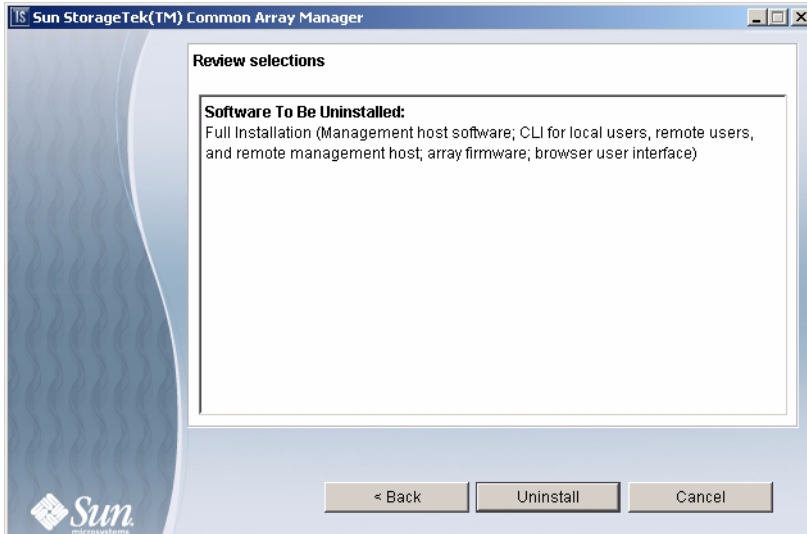 Sun StorageTek(TM) Common Array Manager
Review selections
Software To Be Uninstalled:
Full Installation (Management host software; CLI for local users, remote users,
and remote management host; array firmware; browser user interface)
< Back
Uninstall
Cancel
Sun
microsystems